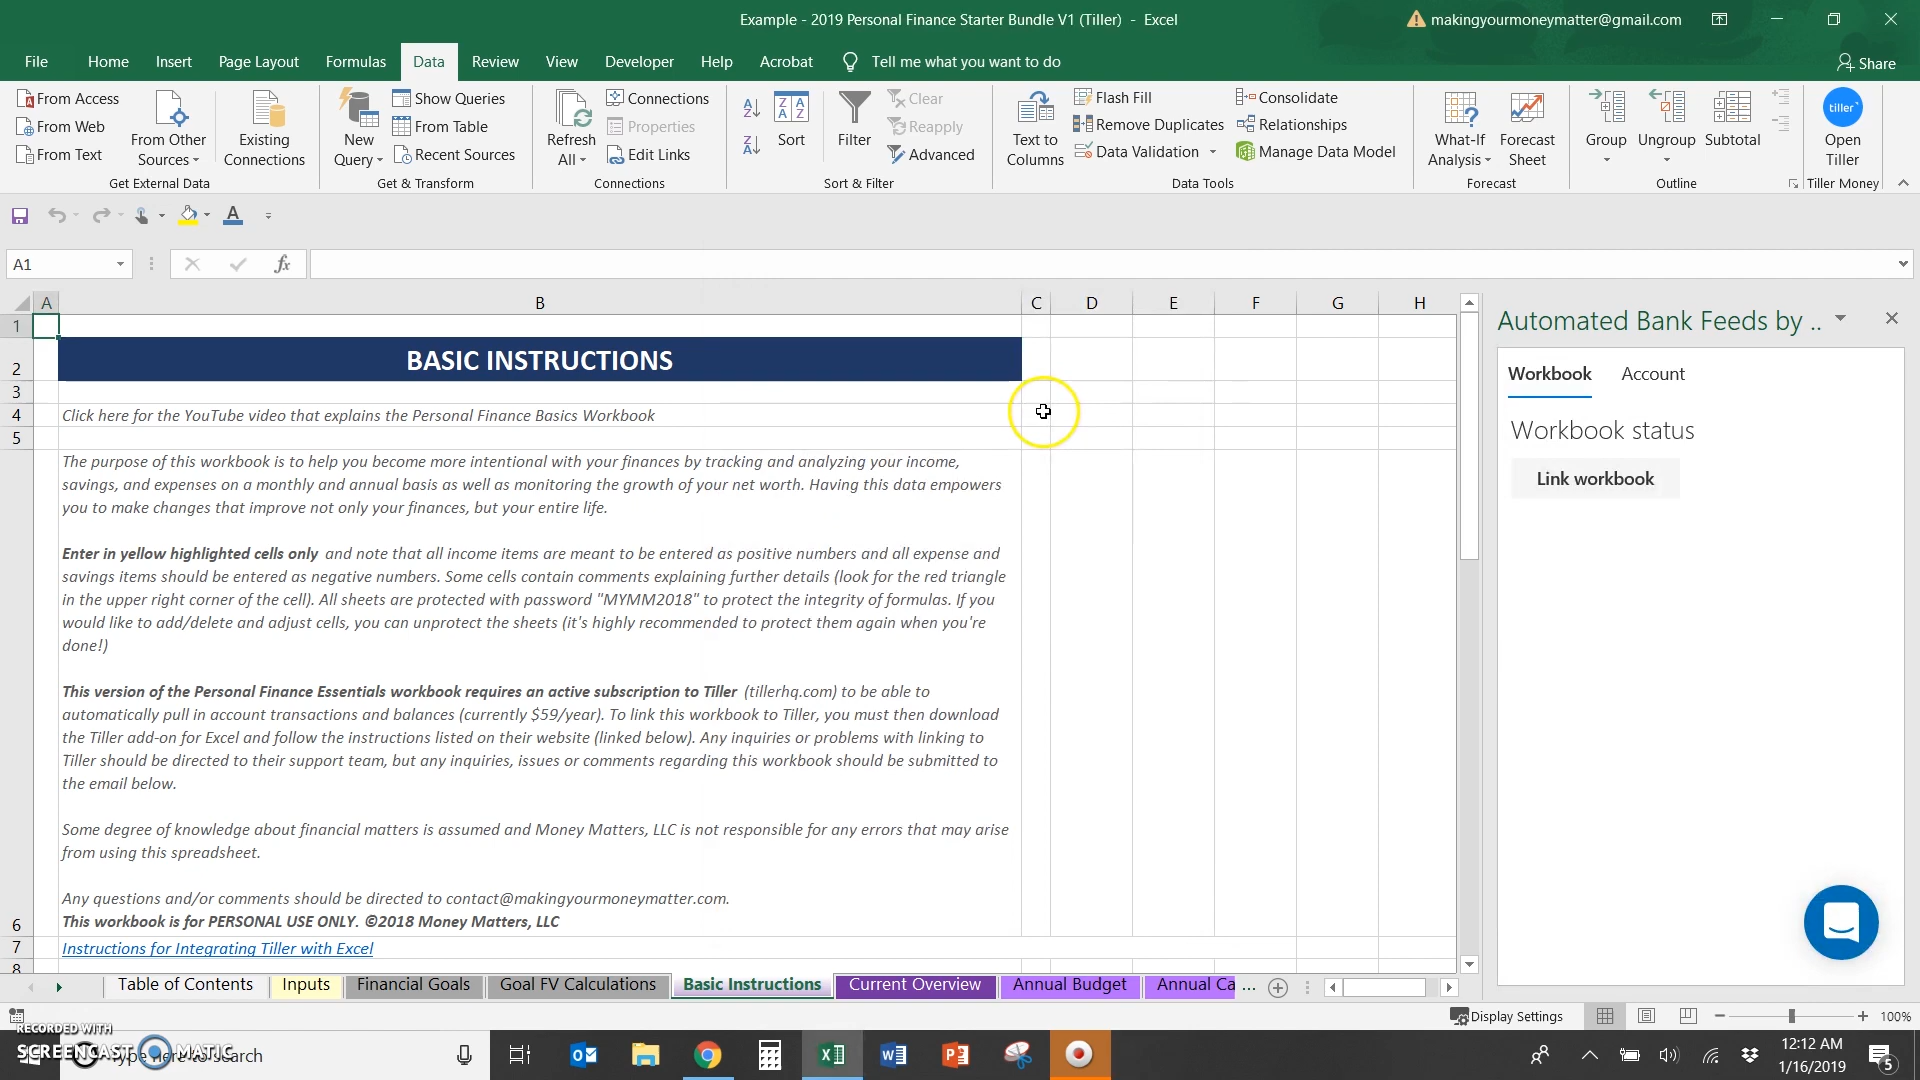 Example - 2019 Personal Finance Starter Bundle V1 (Tiller) - Excel
makingyourmoneymatter@gmail.com
File Home Insert Page Layout Formulas Data Review View Developer Help Acrobat Tell me what you want to do Share
From Access
From Web
From Text
From Other Sources
Existing Connections
Get External Data
New Query
Show Queries
From Table
Recent Sources
Get & Transform
Refresh All
Connections
Properties
Edit Links
Connections
Sort
Filter
Clear
Reapply
Advanced
Sort & Filter
Text to Columns
Flash Fill
Remove Duplicates
Data Validation
Consolidate
Relationships
Manage Data Model
Data Tools
What-If Analysis
Forecast Sheet
Forecast
Group
Ungroup
Subtotal
Outline
tiller
Open Tiller
Tiller Money
A1
fx
A B C D E F G H
1
2
3
4
5
6
7
8
BASIC INSTRUCTIONS
Click here for the YouTube video that explains the Personal Finance Basics Workbook
The purpose of this workbook is to help you become more intentional with your finances by tracking and analyzing your income,
savings, and expenses on a monthly and annual basis as well as monitoring the growth of your net worth. Having this data empowers
you to make changes that improve not only your finances, but your entire life.
Enter in yellow highlighted cells only and note that all income items are meant to be entered as positive numbers and all expense and
savings items should be entered as negative numbers. Some cells contain comments explaining further details (look for the red triangle
in the upper right corner of the cell). All sheets are protected with password "MYMM2018" to protect the integrity of formulas. If you
would like to add/delete and adjust cells, you can unprotect the sheets (it's highly recommended to protect them again when you're
done!)
This version of the Personal Finance Essentials workbook requires an active subscription to Tiller (tillerhq.com) to be able to
automatically pull in account transactions and balances (currently $59/year). To link this workbook to Tiller, you must then download
the Tiller add-on for Excel and follow the instructions listed on their website (linked below). Any inquiries or problems with linking to
Tiller should be directed to their support team, but any inquiries, issues or comments regarding this workbook should be submitted to
the email below.
Some degree of knowledge about financial matters is assumed and Money Matters, LLC is not responsible for any errors that may arise
from using this spreadsheet.
Any questions and/or comments should be directed to contact@makingyourmoneymatter.com.
This workbook is for PERSONAL USE ONLY. ©2018 Money Matters, LLC
Instructions for Integrating Tiller with Excel
Automated Bank Feeds by ..
Workbook Account
Workbook status
Link workbook
Table of Contents Inputs Financial Goals Goal FV Calculations Basic Instructions Current Overview Annual Budget Annual Ca ...
Display Settings 100%
RECORDED WITH
SCREENCAST MATIC
Type here to search
12:12 AM
1/16/2019
5